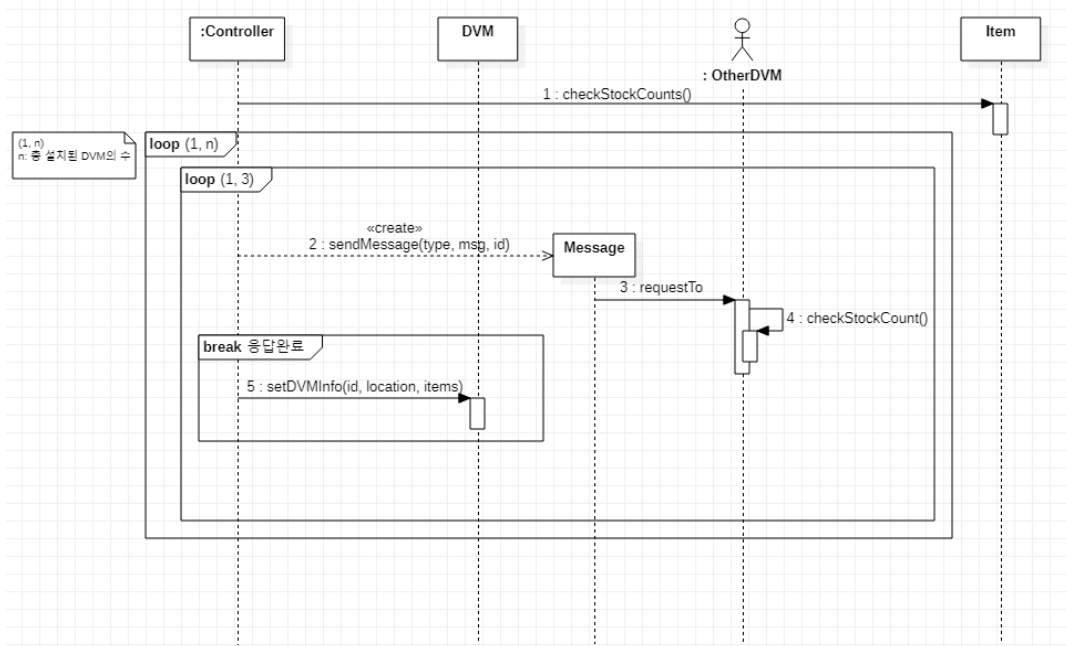 :Controller
DVM
: OtherDVM
Item
1 : checkStockCounts()
(1, n)
n: 총 설치된 DVM의 수
loop (1, n)
loop (1, 3)
«create»
2 : sendMessage(type, msg, id)
Message
3 : requestTo
4 : checkStockCount()
break 응답완료
5 : setDVMInfo(id, location, items)